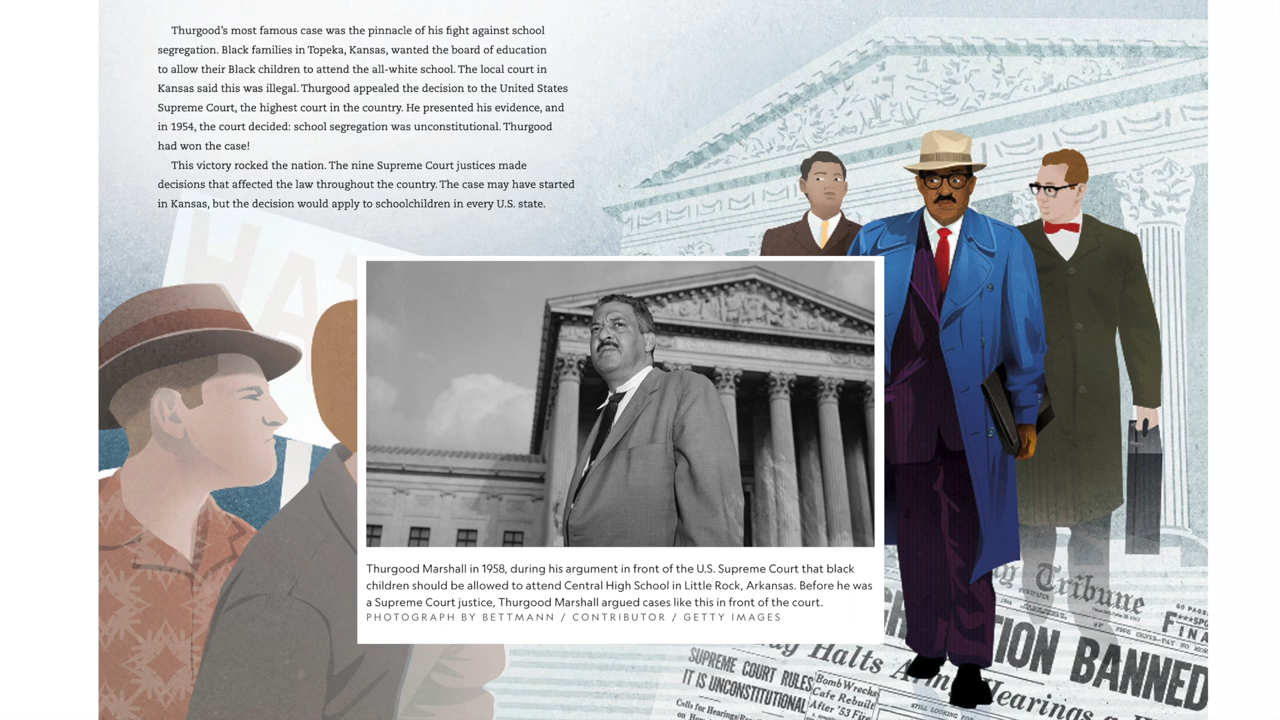 Thurgood's most famous case was the pinnacle of his fight against school
segregation. Black families in Topeka, Kansas, wanted the board of education
to allow their Black children to attend the all-white school. The local court in
Kansas said this was illegal. Thurgood appealed the decision to the United States
Supreme Court, the highest court in the country. He presented his evidence, and
in 1954, the court decided: school segregation was unconstitutional. Thurgood
had won the case!
This victory rocked the nation. The nine Supreme Court justices made
decisions that affected the law throughout the country. The case may have started
in Kansas, but the decision would apply to schoolchildren in every U.S. state.
HA
Thurgood Marshall in 1958, during his argument in front of the U.S. Supreme Court that black
children should be allowed to attend Central High School in Little Rock, Arkansas. Before he was
a Supreme Court justice, Thurgood Marshall argued cases like this in front of the court.
PHOTOGRAPH BY BETTMANN / CONTRIBUTOR / GETTY IMAGES
Tribune
FINA
TION BANNED
Halts Army Hearings
SUPREME COURT RULES
IT IS UNCONSTITUTIONAL
Bomb Wrecks
Cafe Rebuilt
After '53 Fire
Calls for Hearings
STILL LOOKING FOR